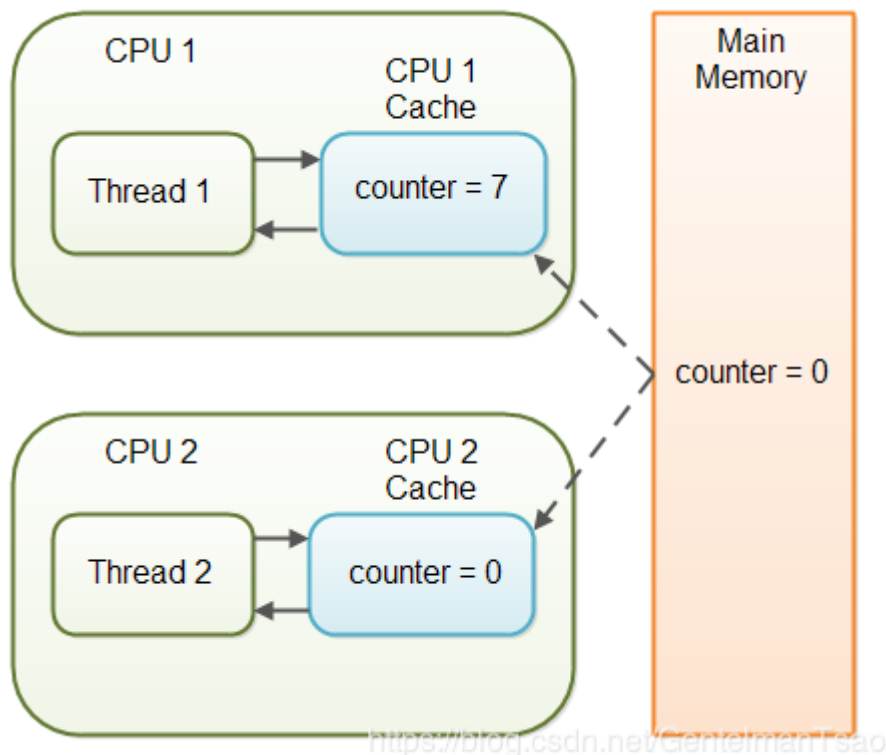 CPU 1
CPU 1
Cache
Thread 1
counter = 7
Main
Memory
counter = 0
CPU 2
CPU 2
Cache
Thread 2
counter = 0
https://blog.csdn.net/GentelmanTsao